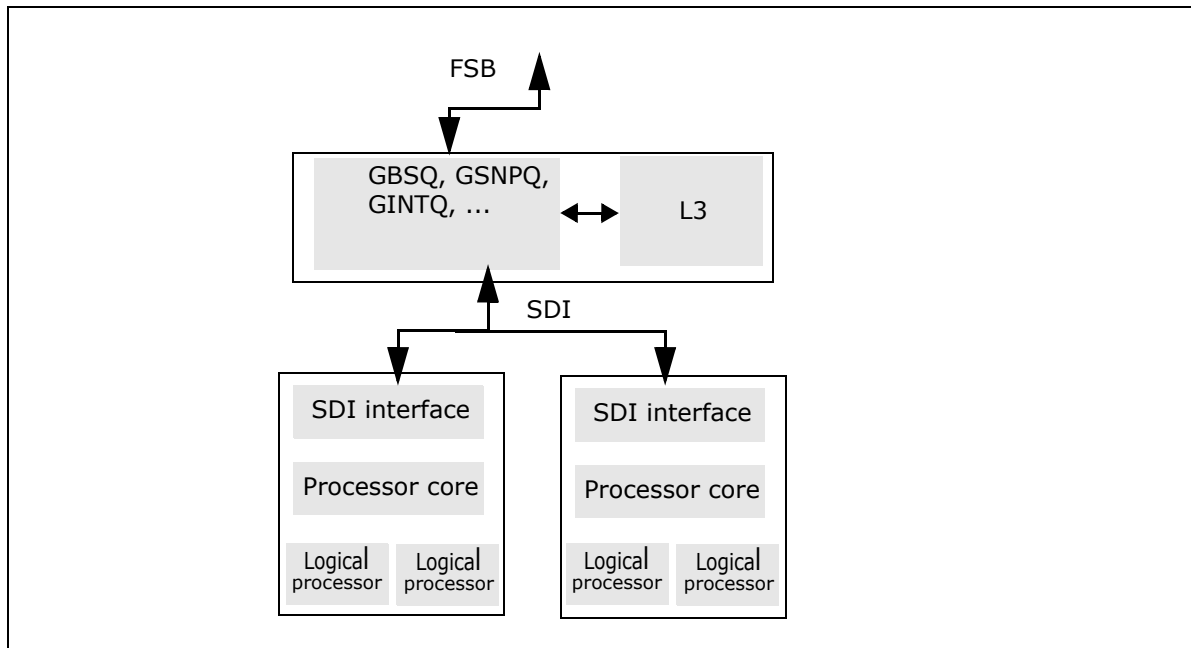 FSB
GBSQ, GSNPQ,
GINTQ, ...
L3
SDI
SDI interface
Processor core
Logical
processor
Logical
processor
SDI interface
Processor core
Logical
processor
Logical
processor